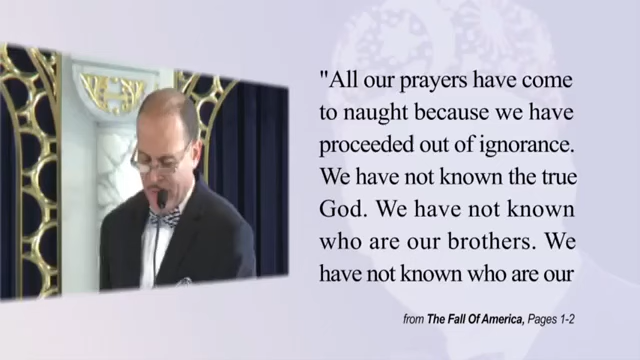 "All our prayers have come
to naught because we have
proceeded out of ignorance.
We have not known the true
God. We have not known
who are our brothers. We
have not known who are our
from The Fall Of America, Pages 1-2